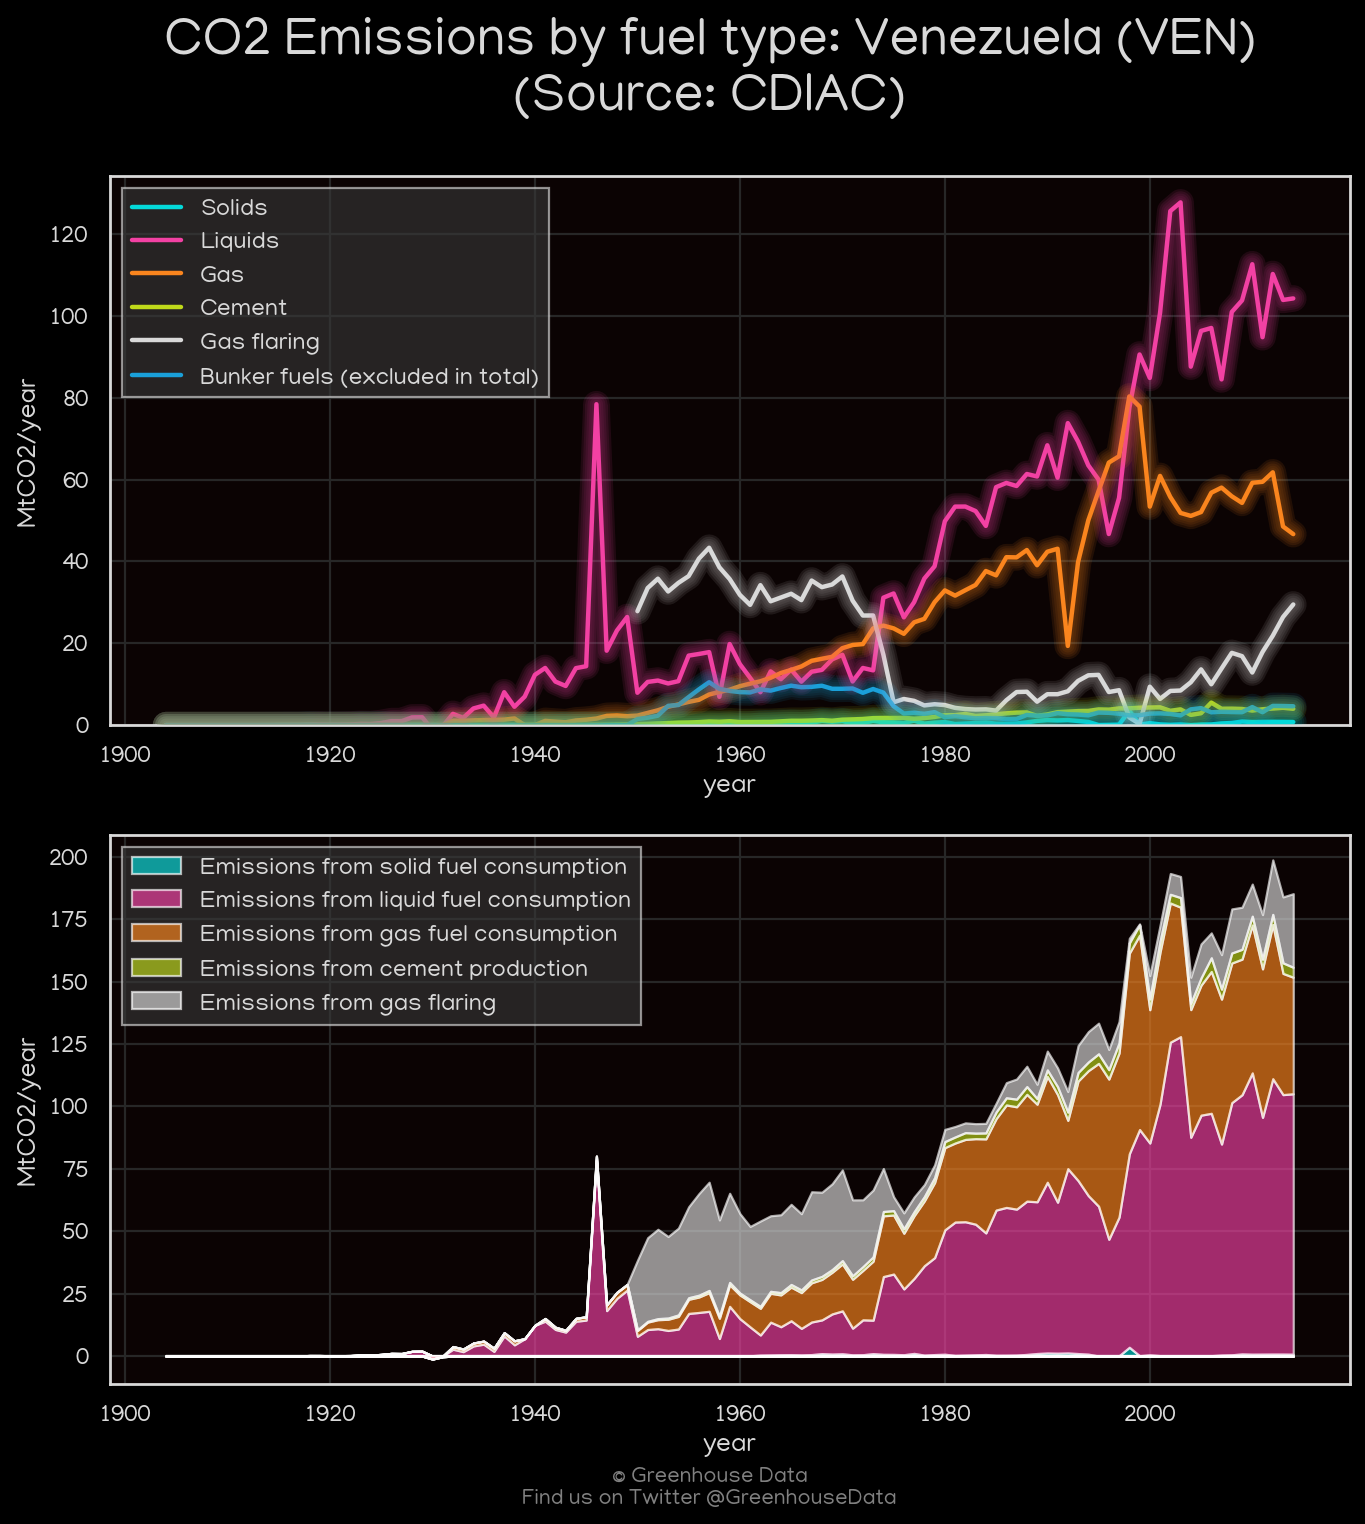 CO2 Emissions by fuel type: Venezuela (VEN)
(Source: CDIAC)
Solids
Liquids
Gas
Cement
Gas flaring
Bunker fuels (excluded in total)
MtCO2/year
120
100
80
60
40
20
0
1900 1920 1940 1960 1980 2000
year
Emissions from solid fuel consumption
Emissions from liquid fuel consumption
Emissions from gas fuel consumption
Emissions from cement production
Emissions from gas flaring
MtCO2/year
200
175
150
125
100
75
50
25
0
1900 1920 1940 1960 1980 2000
year
© Greenhouse Data
Find us on Twitter @GreenhouseData